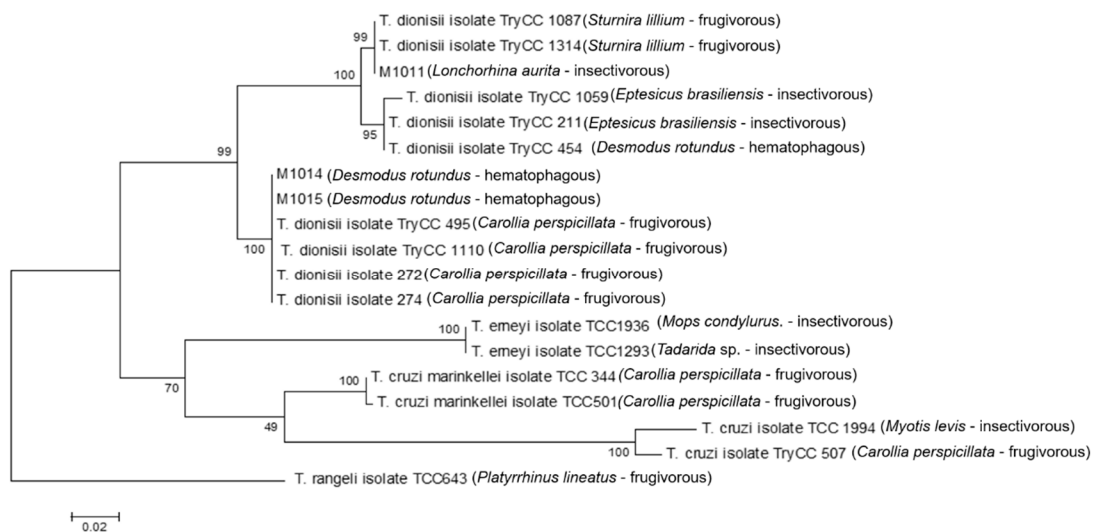 T. dionisii isolate TryCC 1087(Sturnira lillium - frugivorous)
99
T. dionisii isolate TryCC 1314(Sturnira lillium - frugivorous)
M1011(Lonchorhina aurita - insectivorous)
100
T. dionisii isolate TryCC 1059(Eptesicus brasiliensis - insectivorous)
T. dionisii isolate TryCC 211(Eptesicus brasiliensis - insectivorous)
95
T. dionisii isolate TryCC 454 (Desmodus rotundus - hematophagous)
99
M1014 (Desmodus rotundus - hematophagous)
M1015 (Desmodus rotundus - hematophagous)
T. dionisii isolate TryCC 495(Carollia perspicillata - frugivorous)
100
T. dionisii isolate TryCC 1110 (Carollia perspicillata - frugivorous)
T. dionisii isolate 272(Carollia perspicillata - frugivorous)
T. dionisii isolate 274 (Carollia perspicillata - frugivorous)
100
T. erneyi isolate TCC1936 (Mops condylurus. - insectivorous)
T. erneyi isolate TCC1293(Tadarida sp. - insectivorous)
70
100
T. cruzi marinkellei isolate TCC 344(Carollia perspicillata - frugivorous)
T. cruzi marinkellei isolate TCC501(Carollia perspicillata - frugivorous)
49
T. cruzi isolate TCC 1994 (Myotis levis - insectivorous)
100
T. cruzi isolate TryCC 507 (Carollia perspicillata - frugivorous)
T. rangeli isolate TCC643 (Platyrrhinus lineatus - frugivorous)
0.02